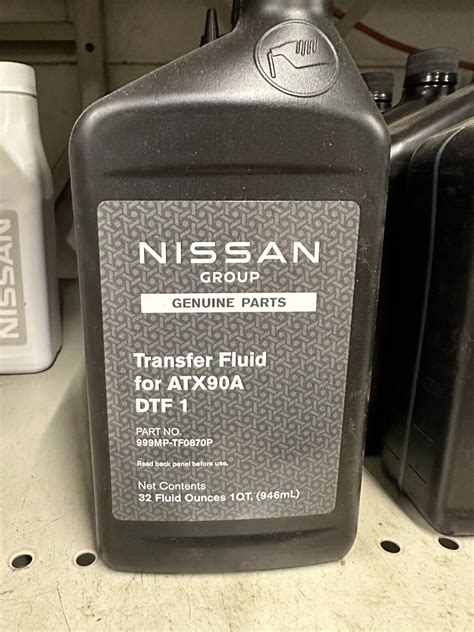 NISSAN
NISSAN
GROUP
GENUINE PARTS
Transfer Fluid
for ATX90A
DTF 1
PART NO.
999MP-TF0870P
Read back panel before use.
Net Contents
32 Fluid Ounces 1QT. (946mL)